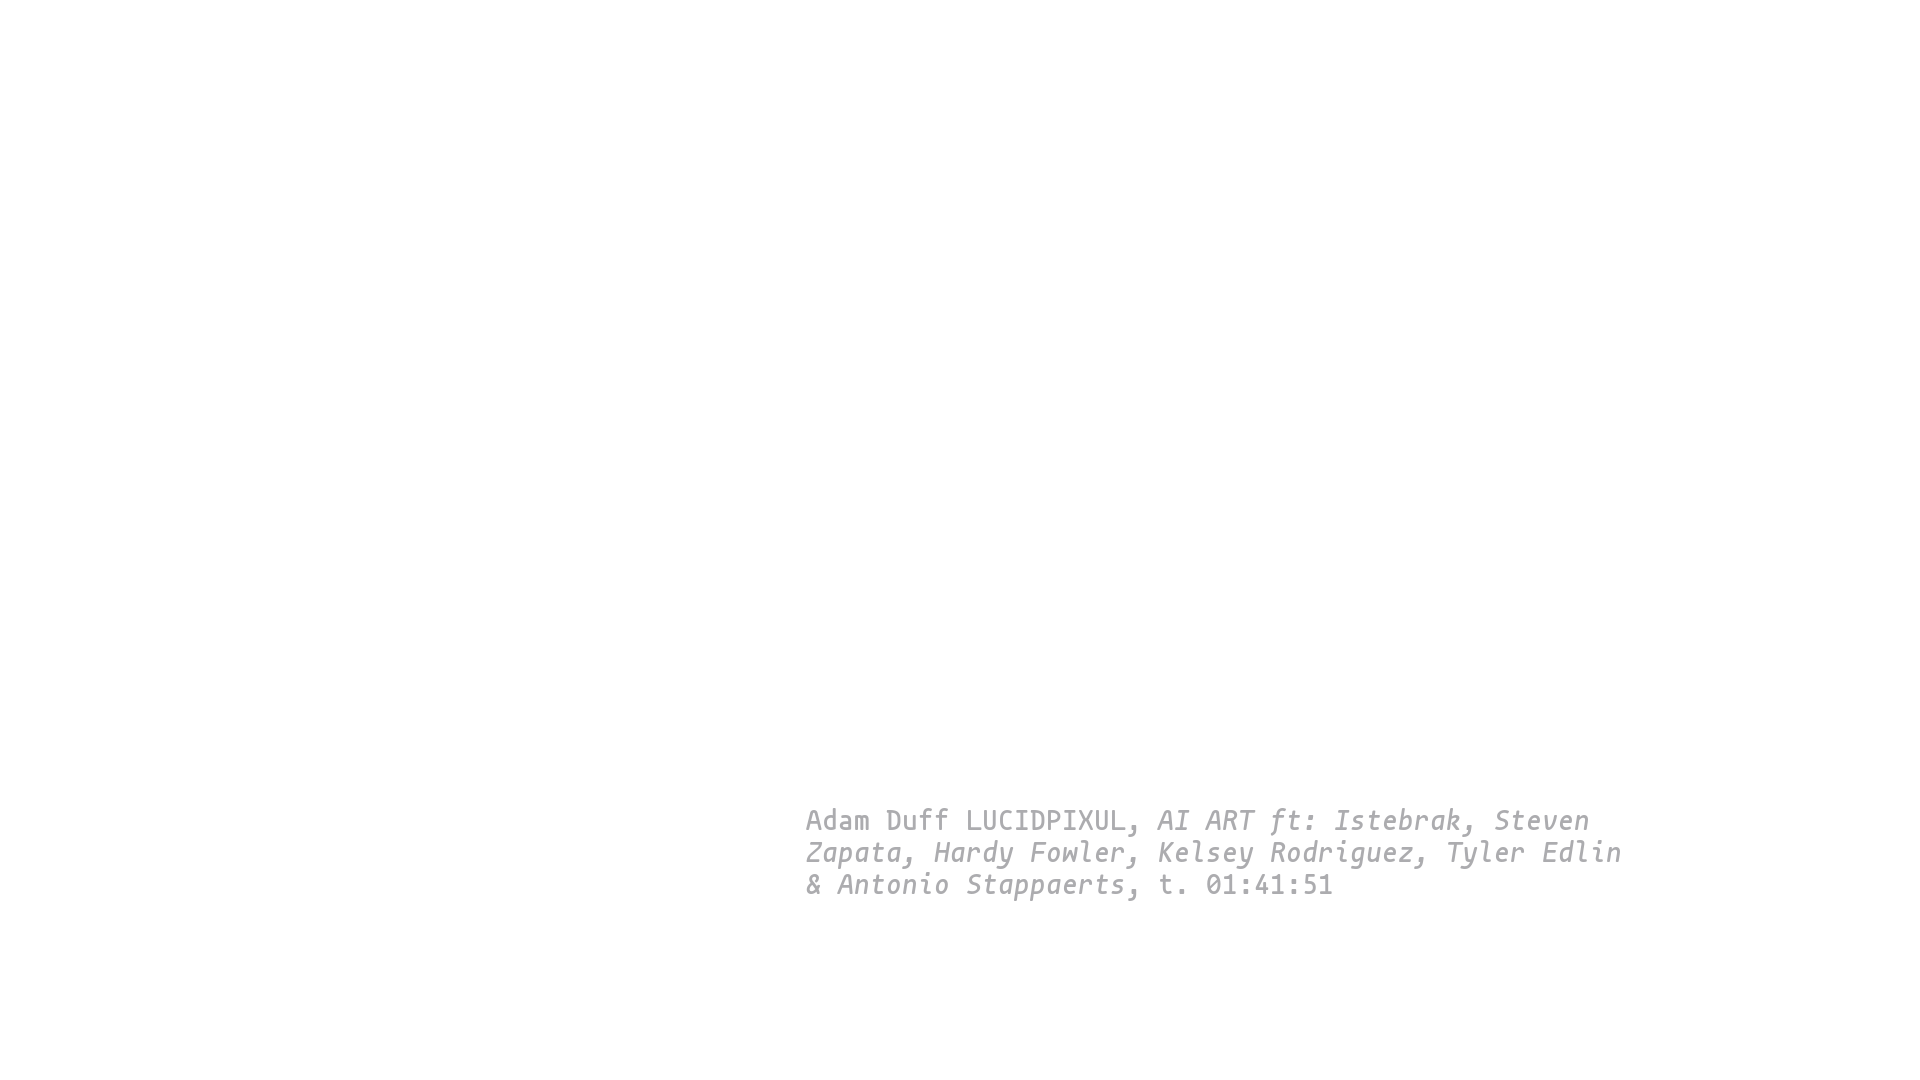 Adam Duff LUCIDPIXUL, AI ART ft: Istebrak, Steven
Zapata, Hardy Fowler, Kelsey Rodriguez, Tyler Edlin
& Antonio Stappaerts, t. 01:41:51